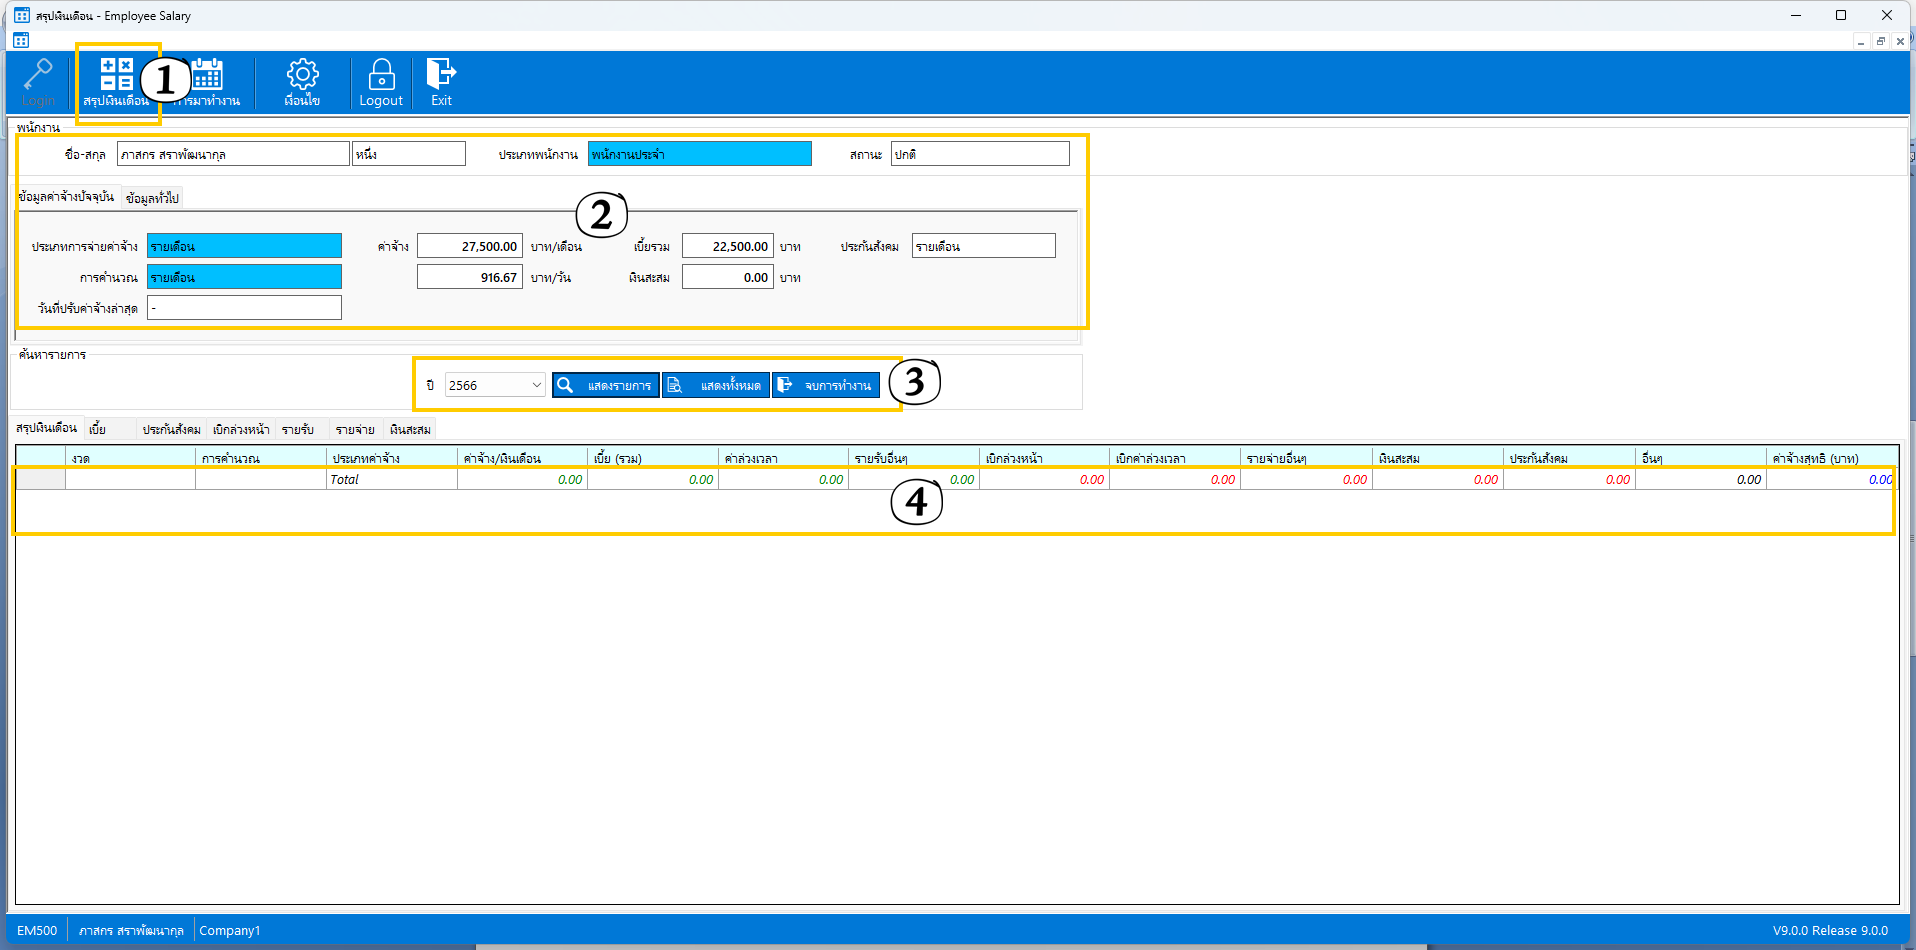 สรุปเงินเดือน - Employee Salary
Login
สรุปเงินเดือน
1
การมาทำงาน
เงื่อนไข
Logout
Exit
พนักงาน
ชื่อ-สกุล ภาสกร สราพัฒนากุล หนึ่ง ประเภทพนักงาน พนักงานประจำ สถานะ ปกติ
ข้อมูลค่าจ้างปัจจุบัน ข้อมูลทั่วไป
2
ประเภทการจ่ายค่าจ้าง รายเดือน ค่าจ้าง 27,500.00 บาท/เดือน เบี้ยรวม 22,500.00 บาท ประกันสังคม รายเดือน
การคำนวณ รายเดือน 916.67 บาท/วัน เงินสะสม 0.00 บาท
วันที่ปรับค่าจ้างล่าสุด -
ค้นหารายการ
ปี 2566 แสดงรายการ แสดงทั้งหมด จบการทำงาน 3
สรุปเงินเดือน เบี้ย ประกันสังคม เบิกล่วงหน้า รายรับ รายจ่าย เงินสะสม
งวด การคำนวณ ประเภทค่าจ้าง ค่าจ้าง/เงินเดือน เบี้ย (รวม) ค่าล่วงเวลา รายรับอื่นๆ เบิกล่วงหน้า เบิกค่าล่วงเวลา รายจ่ายอื่นๆ เงินสะสม ประกันสังคม อื่นๆ ค่าจ้างสุทธิ (บาท)
Total 0.00 0.00 0.00 0.00 0.00 0.00 0.00 0.00 0.00 0.00 0.00
4
EM500 ภาสกร สราพัฒนากุล Company1 V9.0.0 Release 9.0.0